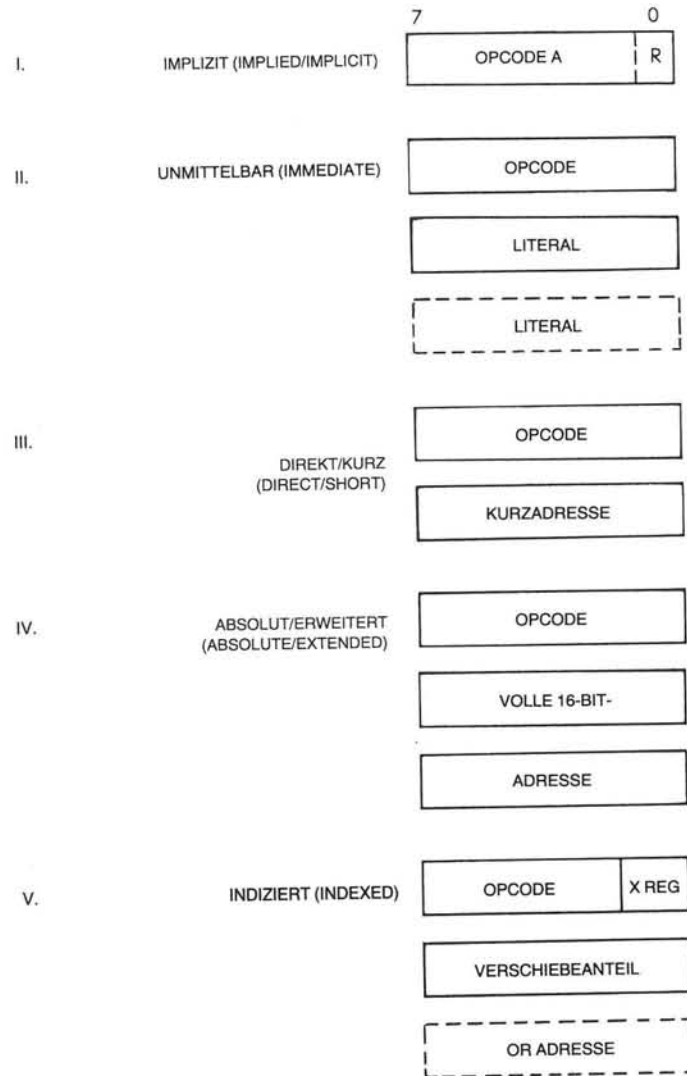 7 0
I. IMPLIZIT (IMPLIED/IMPLICIT) OPCODE A R
II. UNMITTELBAR (IMMEDIATE) OPCODE
LITERAL
LITERAL
III. DIREKT/KURZ
(DIRECT/SHORT)
OPCODE
KURZADRESSE
IV. ABSOLUT/ERWEITERT
(ABSOLUTE/EXTENDED)
OPCODE
VOLLE 16-BIT-
ADRESSE
V. INDIZIERT (INDEXED) OPCODE X REG
VERSCHIEBEANTEIL
OR ADRESSE